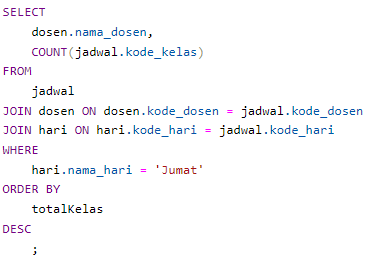 SELECT
dosen.nama_dosen,
COUNT(jadwal.kode_kelas)
FROM
jadwal
JOIN dosen ON dosen.kode_dosen = jadwal.kode_dosen
JOIN hari ON hari.kode_hari = jadwal.kode_hari
WHERE
hari.nama_hari = 'Jumat'
ORDER BY
totalKelas
DESC
;